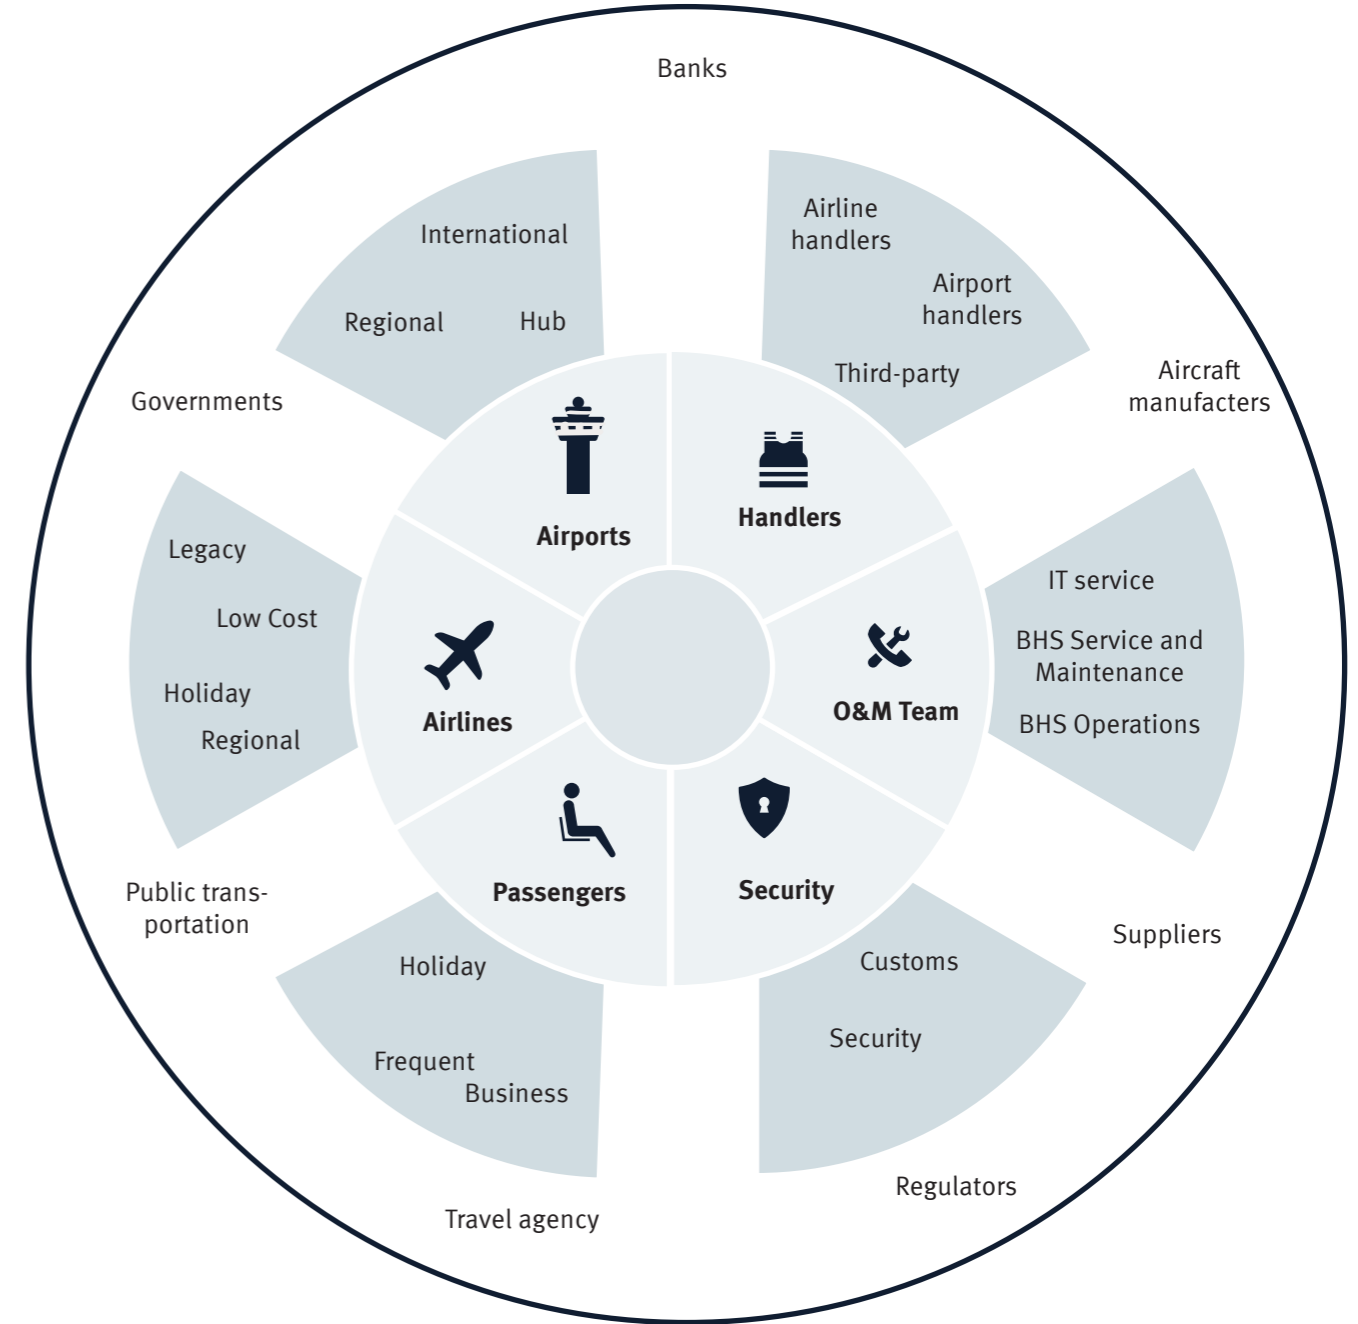 Banks
International
Regional
Hub
Airline
handlers
Airport
handlers
Third-party
Governments
Aircraft
manufacters
Airports
Handlers
Legacy
Low Cost
Holiday
Regional
Airlines
O&M Team
IT service
BHS Service and
Maintenance
BHS Operations
Passengers
Security
Public trans-
portation
Suppliers
Holiday
Frequent
Business
Customs
Security
Travel agency
Regulators